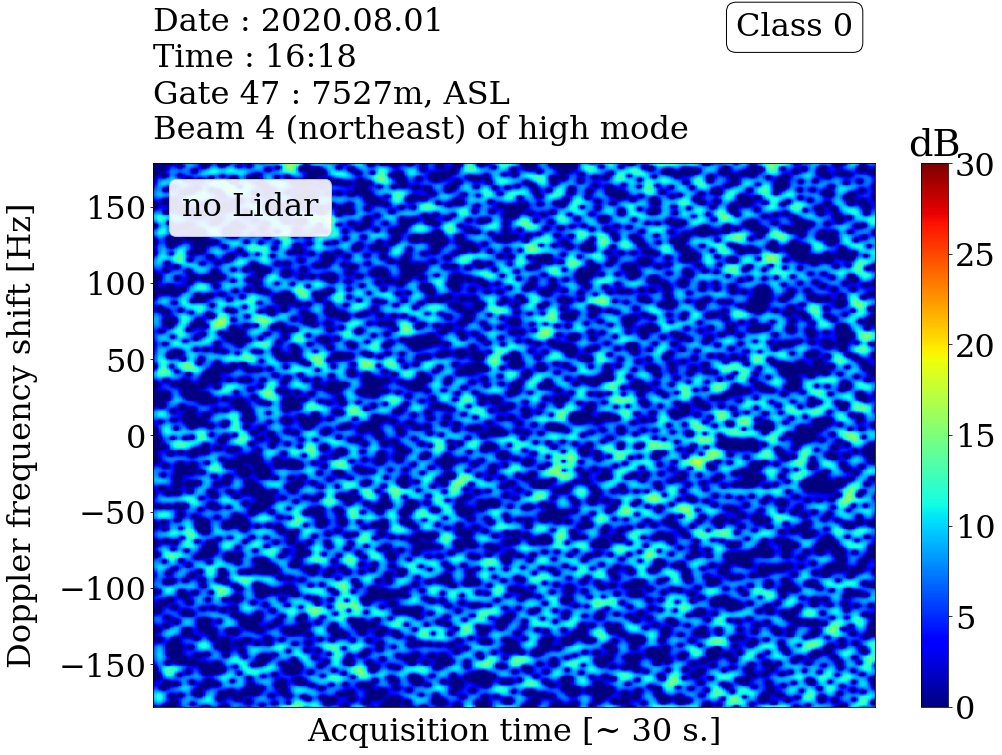 Date : 2020.08.01
Time : 16:18
Gate 47 : 7527m, ASL
Beam 4 (northeast) of high mode
Class 0
dB
no Lidar
Doppler frequency shift [Hz]
150
100
50
0
−50
−100
−150
Acquisition time [~ 30 s.]
30
25
20
15
10
5
0